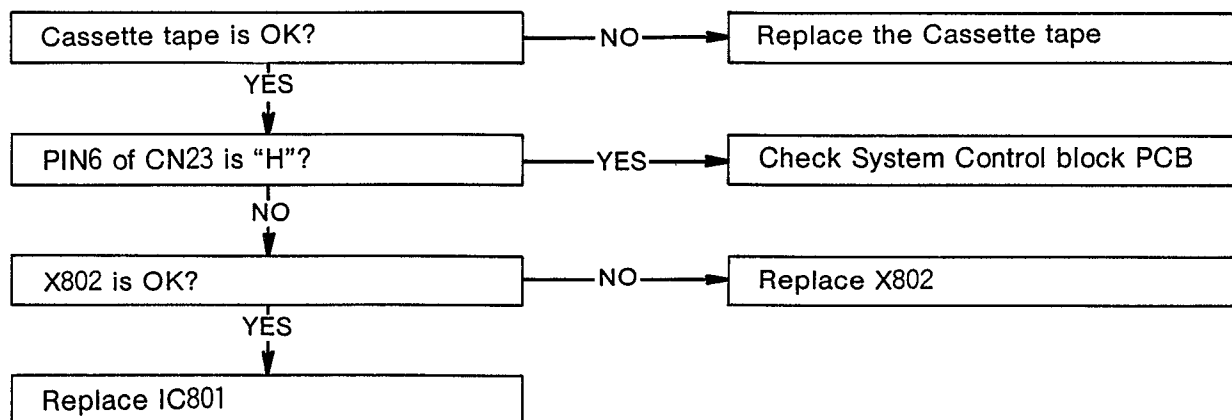 Cassette tape is OK?
NO
Replace the Cassette tape
YES
PIN6 of CN23 is “H”?
YES
Check System Control block PCB
NO
X802 is OK?
NO
Replace X802
YES
Replace IC801